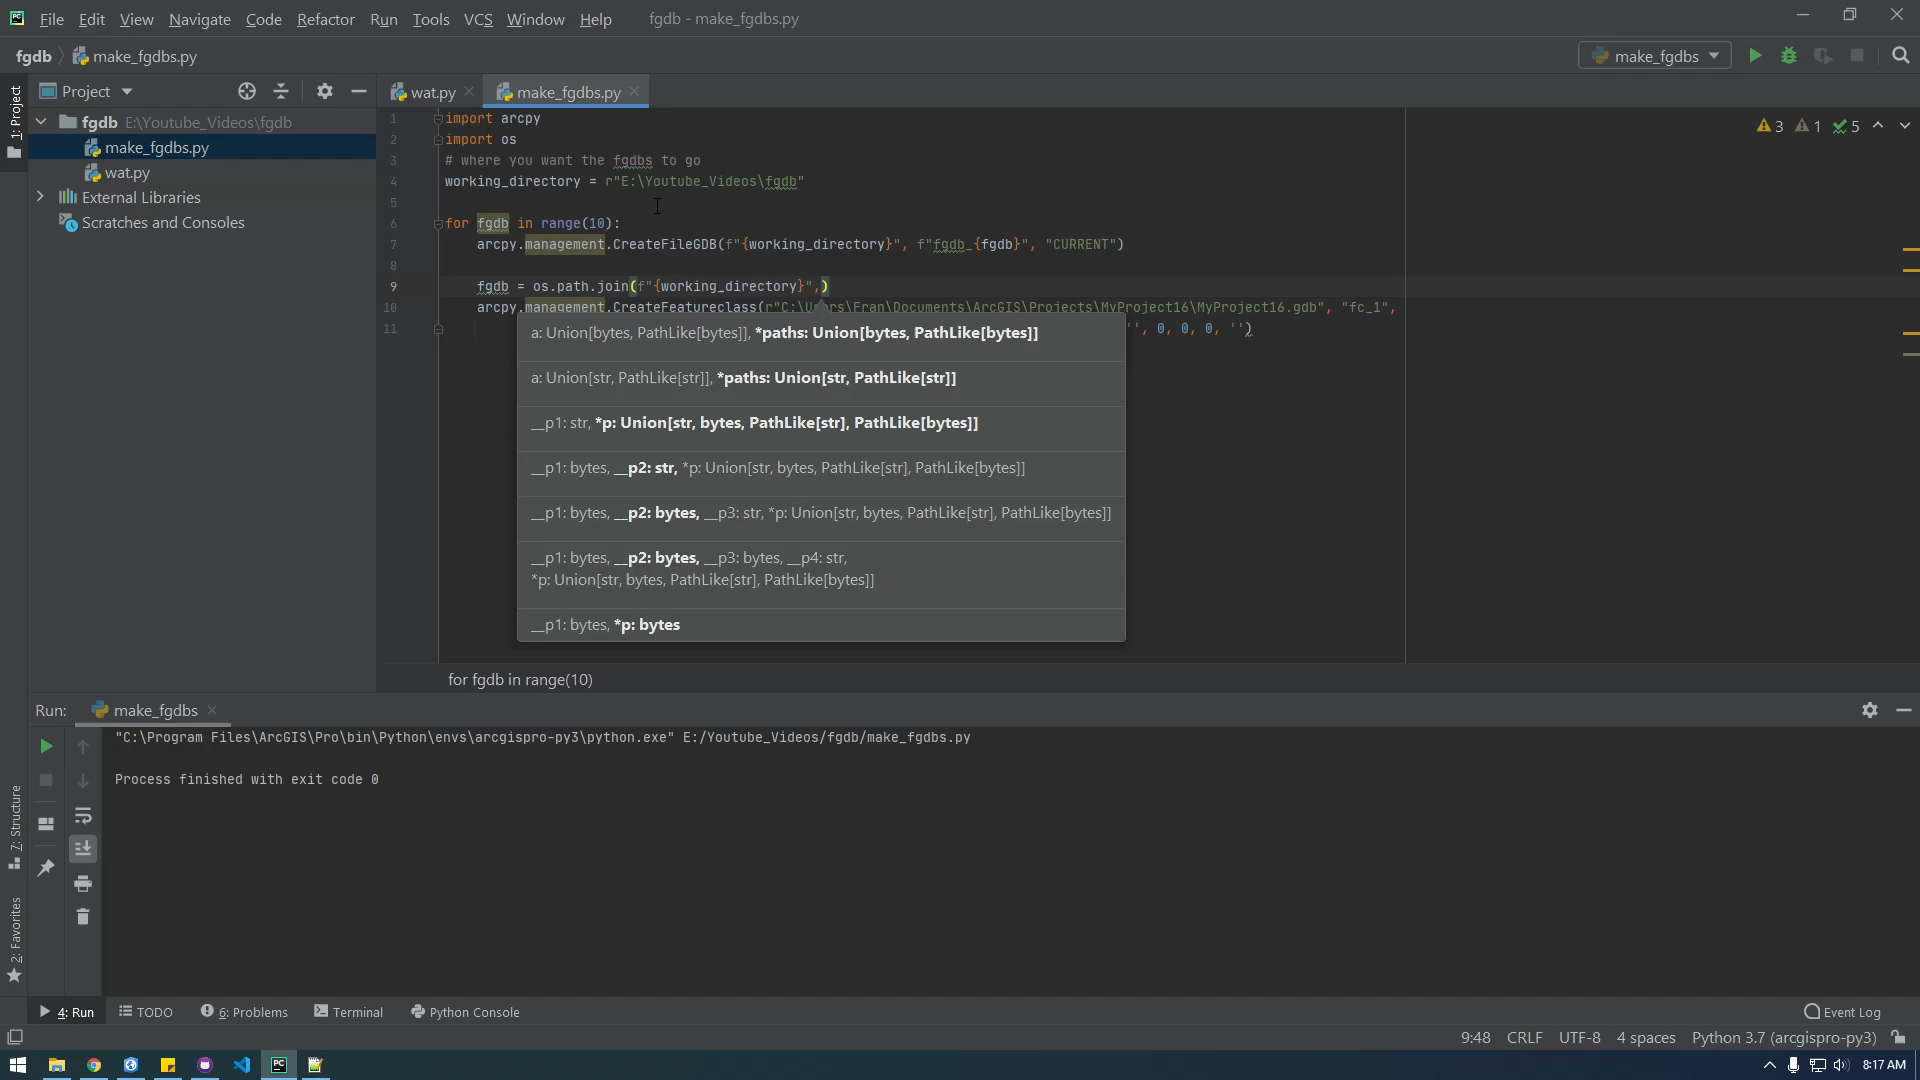 File Edit View Navigate Code Refactor Run Tools VCS Window Help fgdb - make_fgdbs.py
fgdb make_fgdbs.py make_fgdbs
Project wat.py make_fgdbs.py
1: Project
fgdb E:\Youtube_Videos\fgdb
make_fgdbs.py
wat.py
External Libraries
Scratches and Consoles
1 import arcpy
2 import os
3 # where you want the fgdbs to go
4 working_directory = r"E:\Youtube_Videos\fgdb"
5
6 for fgdb in range(10):
7 arcpy.management.CreateFileGDB(f"{working_directory}", f"fgdb_{fgdb}", "CURRENT")
8
9 fgdb = os.path.join(f"{working_directory}",)
10 arcpy.management.CreateFeatureclass(r"C:\Users\Fran\Documents\ArcGIS\Projects\MyProject16\MyProject16.gdb", "fc_1",
11 '', 0, 0, 0, '')
3 1 5
a: Union[bytes, PathLike[bytes]], *paths: Union[bytes, PathLike[bytes]]
a: Union[str, PathLike[str]], *paths: Union[str, PathLike[str]]
__p1: str, *p: Union[str, bytes, PathLike[str], PathLike[bytes]]
__p1: bytes, __p2: str, *p: Union[str, bytes, PathLike[str], PathLike[bytes]]
__p1: bytes, __p2: bytes, __p3: str, *p: Union[str, bytes, PathLike[str], PathLike[bytes]]
__p1: bytes, __p2: bytes, __p3: bytes, __p4: str,
*p: Union[str, bytes, PathLike[str], PathLike[bytes]]
__p1: bytes, *p: bytes
for fgdb in range(10)
Run: make_fgdbs
"C:\Program Files\ArcGIS\Pro\bin\Python\envs\arcgispro-py3\python.exe" E:/Youtube_Videos/fgdb/make_fgdbs.py
Process finished with exit code 0
7: Structure
2: Favorites
4: Run TODO 6: Problems Terminal Python Console Event Log
9:48 CRLF UTF-8 4 spaces Python 3.7 (arcgispro-py3)
8:17 AM